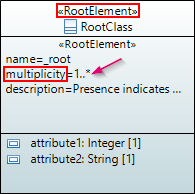 «RootElement»
RootClass
«RootElement»
name=_root
multiplicity=1..*
description=Presence indicates ...
attribute1: Integer [1]
attribute2: String [1]